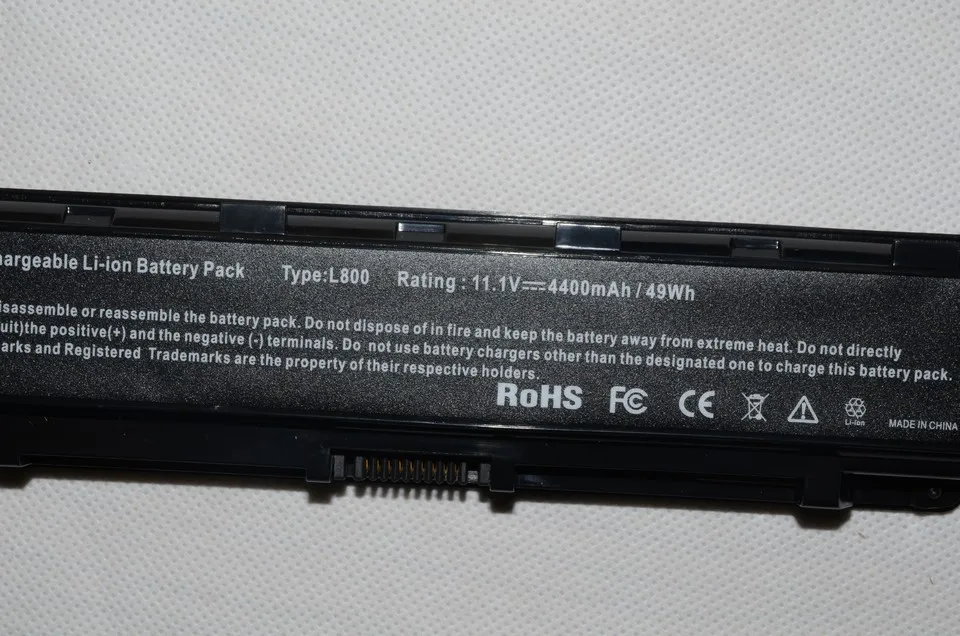 hargeable Li-ion Battery Pack Type:L800 Rating : 11.1V⎓4400mAh / 49Wh
isassemble or reassemble the battery pack. Do not dispose of in fire and keep the battery away from extreme heat. Do not directly
uit)the positive(+) and the negative (-) terminals. Do not use battery chargers other than the designated one to charge this battery pack.
marks and Registered Trademarks are the property of their respective holders.
RoHS FC CE Li-ion MADE IN CHINA